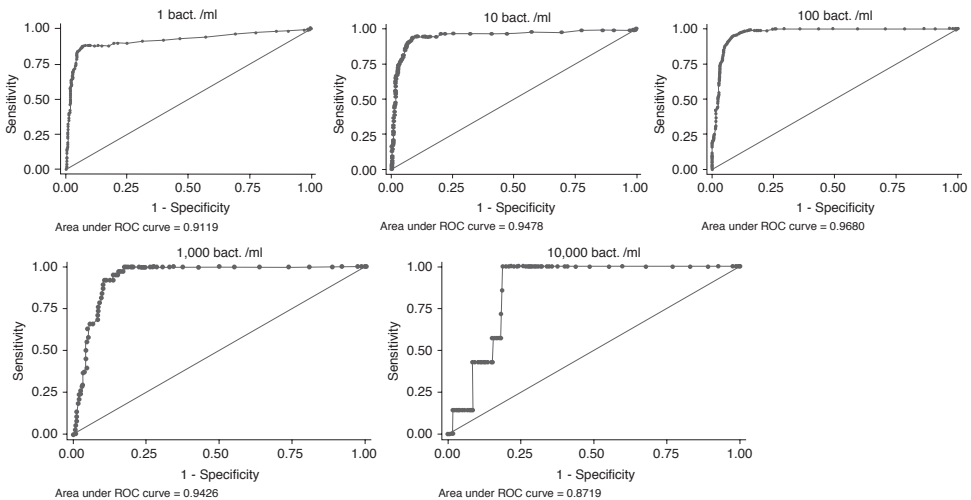 1 bact. /ml
10 bact. /ml
100 bact. /ml
Sensitivity
1.00
0.75
0.50
0.25
0.00
0.00 0.25 0.50 0.75 1.00
1 - Specificity
Area under ROC curve = 0.9119
Sensitivity
1.00
0.75
0.50
0.25
0.00
0.00 0.25 0.50 0.75 1.00
1 - Specificity
Area under ROC curve = 0.9478
Sensitivity
1.00
0.75
0.50
0.25
0.00
0.00 0.25 0.50 0.75 1.00
1 - Specificity
Area under ROC curve = 0.9680
1,000 bact. /ml
10,000 bact. /ml
Sensitivity
1.00
0.75
0.50
0.25
0.00
0.00 0.25 0.50 0.75 1.00
1 - Specificity
Area under ROC curve = 0.9426
Sensitivity
1.00
0.75
0.50
0.25
0.00
0.00 0.25 0.50 0.75 1.00
1 - Specificity
Area under ROC curve = 0.8719